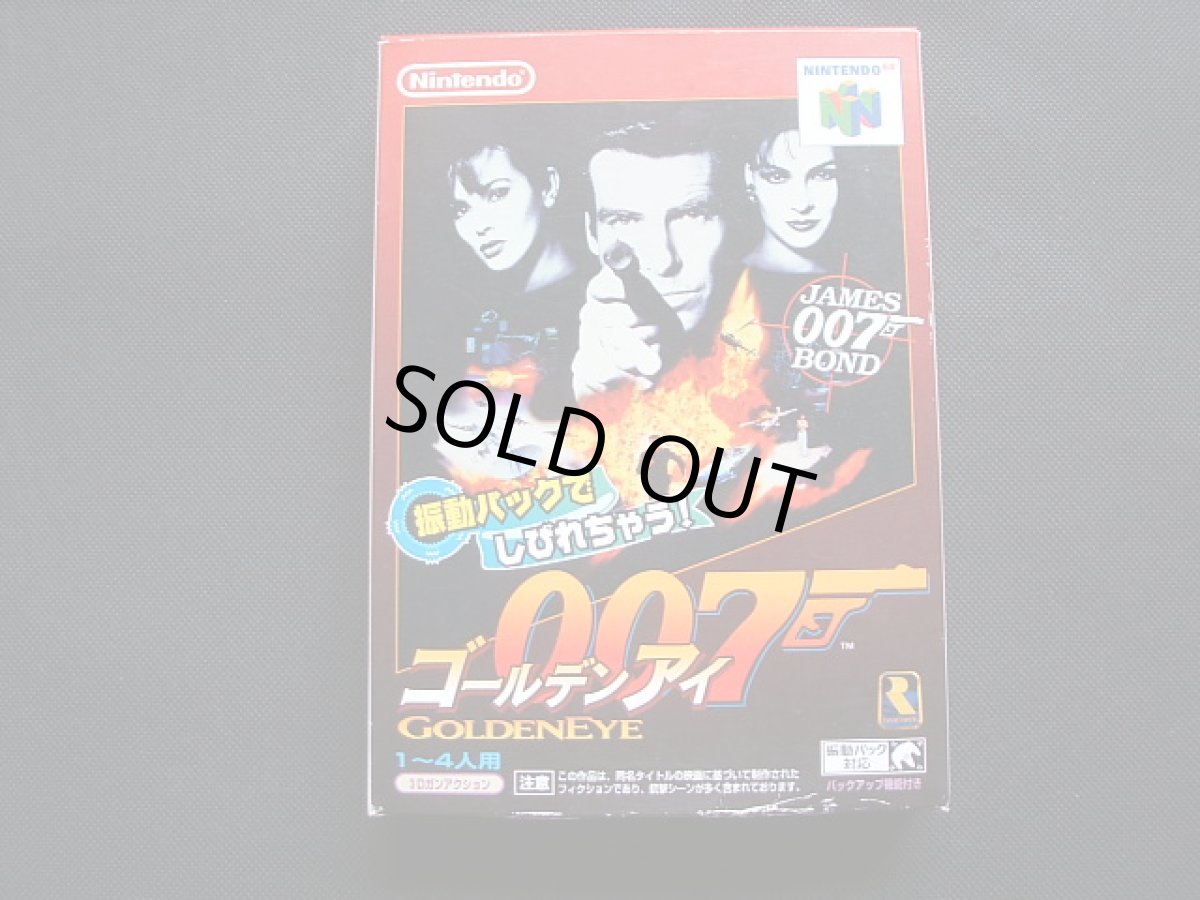 Nintendo®
NINTENDO 64
JAMES
007
BOND
SOLD OUT
振動パックで
しびれちゃう!
007
ゴールデンアイ
TM
GOLDENEYE
R
1〜4人用
3Dガンアクション
注意
この作品は、同名タイトルの映画に基づいて制作された
フィクションであり、銃撃シーンが多く含まれております。
振動パック
対応
バックアップ機能付き